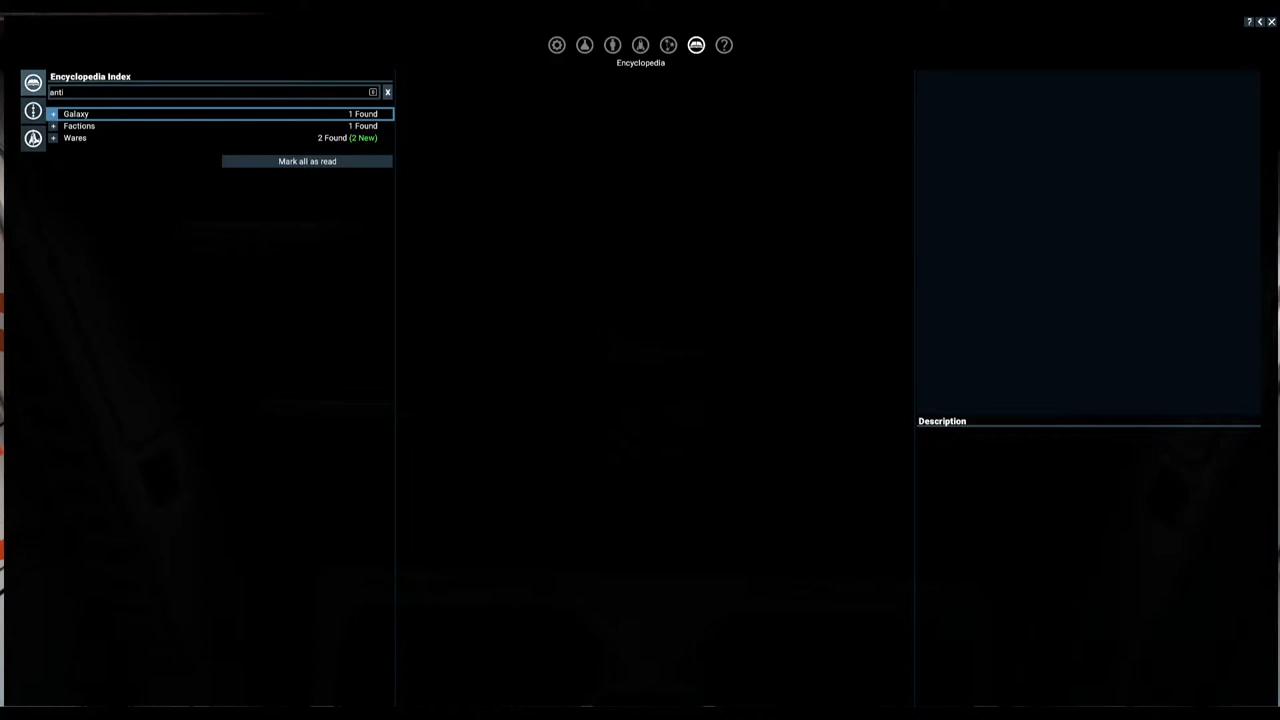 ?
Encyclopedia
Encyclopedia Index
anti
x
+ Galaxy 1 Found
+ Factions 1 Found
+ Wares 2 Found (2 New)
Mark all as read
Description